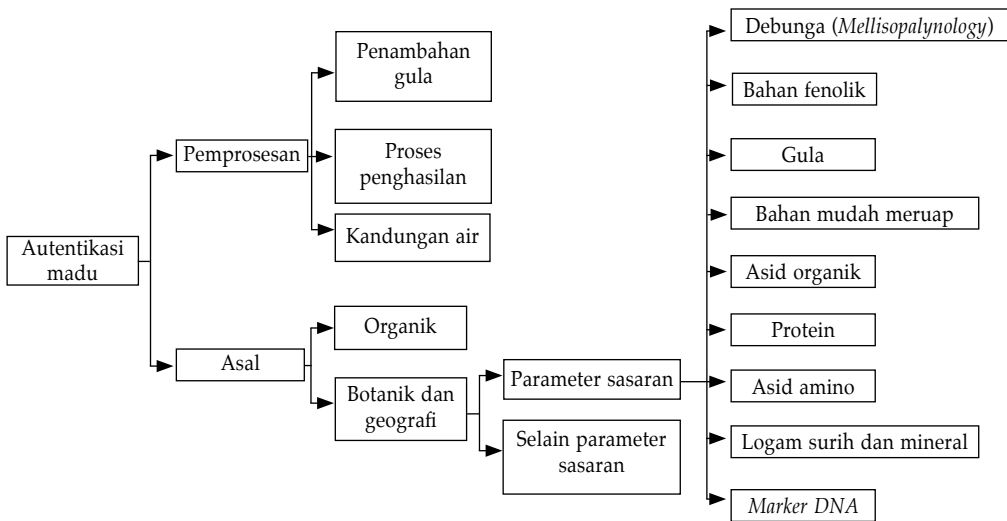 Autentikasi
madu
Pemprosesan
Asal
Penambahan
gula
Proses
penghasilan
Kandungan air
Organik
Botanik dan
geografi
Parameter sasaran
Selain parameter
sasaran
Debunga (Mellisopalynology)
Bahan fenolik
Gula
Bahan mudah meruap
Asid organik
Protein
Asid amino
Logam surih dan mineral
Marker DNA